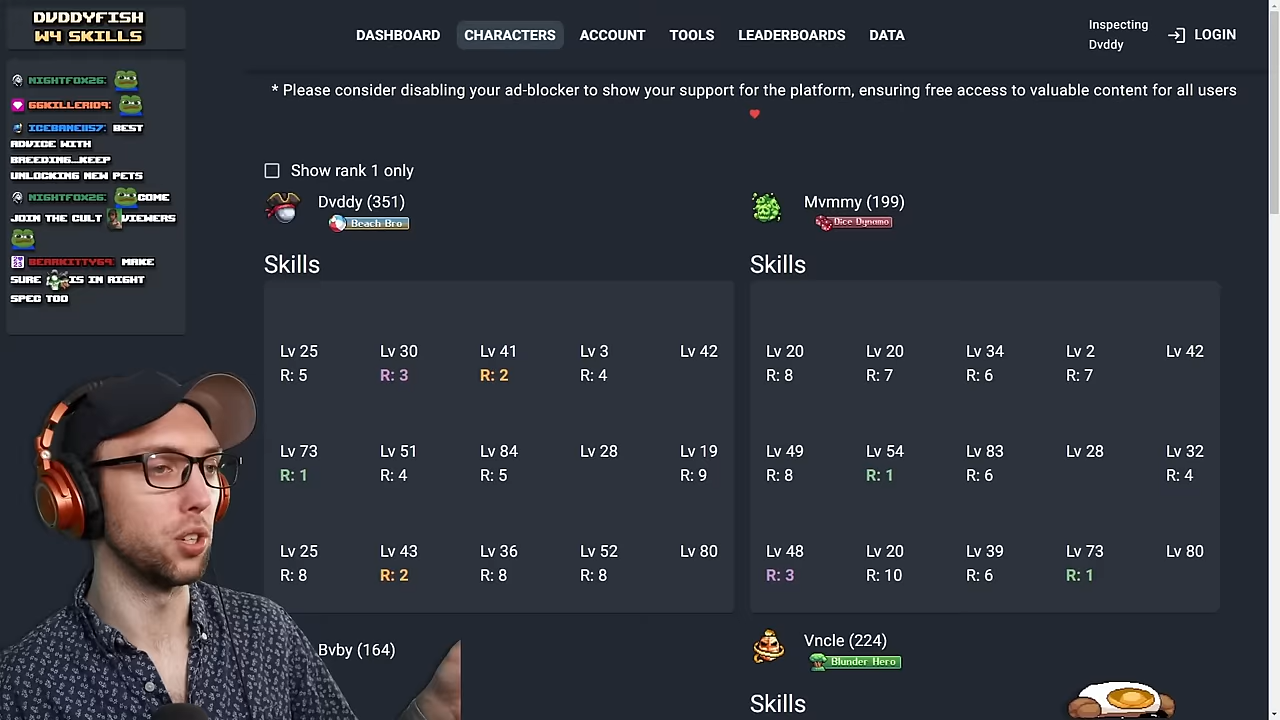 DVDDYFISH
W4 SKILLS
NIGHTFOX26:
66KILLER109:
ICEBANE1157: BEST
ADVICE WITH
BREEDING...KEEP
UNLOCKING NEW PETS
NIGHTFOX26: COME
JOIN THE CULT VIEWERS
BEARKITTY69: MAKE
SURE IS IN RIGHT
SPEC TOO
DASHBOARD CHARACTERS ACCOUNT TOOLS LEADERBOARDS DATA
Inspecting
Dvddy
LOGIN
* Please consider disabling your ad-blocker to show your support for the platform, ensuring free access to valuable content for all users
Show rank 1 only
Dvddy (351)
Beach Bro
Skills
Lv 25 Lv 30 Lv 41 Lv 3 Lv 42
R: 5 R: 3 R: 2 R: 4
Lv 73 Lv 51 Lv 84 Lv 28 Lv 19
R: 1 R: 4 R: 5 R: 9
Lv 25 Lv 43 Lv 36 Lv 52 Lv 80
R: 8 R: 2 R: 8 R: 8
Mvmmy (199)
Dice Dynamo
Skills
Lv 20 Lv 20 Lv 34 Lv 2 Lv 42
R: 8 R: 7 R: 6 R: 7
Lv 49 Lv 54 Lv 83 Lv 28 Lv 32
R: 8 R: 1 R: 6 R: 4
Lv 48 Lv 20 Lv 39 Lv 73 Lv 80
R: 3 R: 10 R: 6 R: 1
Bvby (164)
Vncle (224)
Blunder Hero
Skills